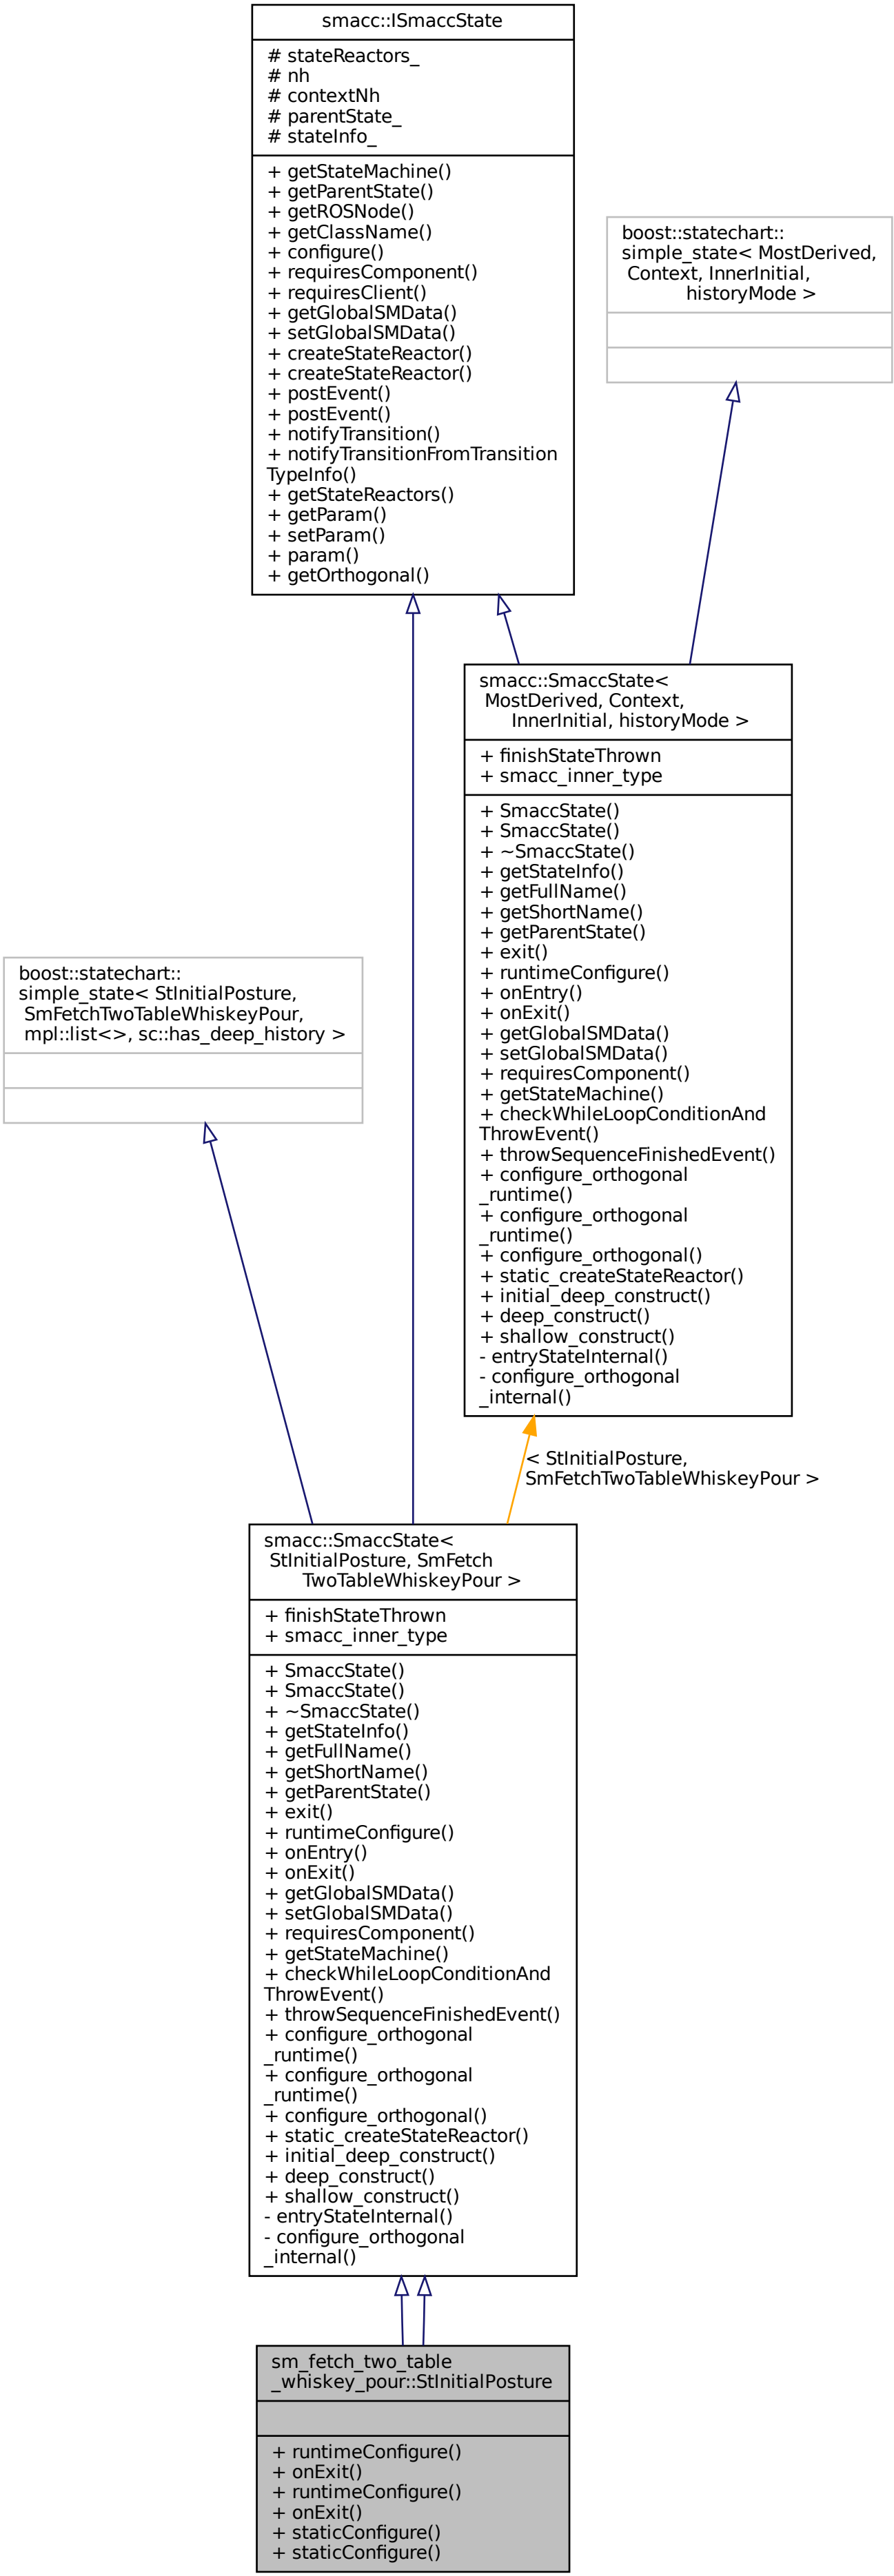 smacc::ISmaccState
# stateReactors_
# nh
# contextNh
# parentState_
# stateInfo_
+ getStateMachine()
+ getParentState()
+ getROSNode()
+ getClassName()
+ configure()
+ requiresComponent()
+ requiresClient()
+ getGlobalSMData()
+ setGlobalSMData()
+ createStateReactor()
+ createStateReactor()
+ postEvent()
+ postEvent()
+ notifyTransition()
+ notifyTransitionFromTransition
TypeInfo()
+ getStateReactors()
+ getParam()
+ setParam()
+ param()
+ getOrthogonal()
boost::statechart::
simple_state< MostDerived,
Context, InnerInitial,
historyMode >
smacc::SmaccState<
MostDerived, Context,
InnerInitial, historyMode >
+ finishStateThrown
+ smacc_inner_type
+ SmaccState()
+ SmaccState()
+ ~SmaccState()
+ getStateInfo()
+ getFullName()
+ getShortName()
+ getParentState()
+ exit()
+ runtimeConfigure()
+ onEntry()
+ onExit()
+ getGlobalSMData()
+ setGlobalSMData()
+ requiresComponent()
+ getStateMachine()
+ checkWhileLoopConditionAnd
ThrowEvent()
+ throwSequenceFinishedEvent()
+ configure_orthogonal
_runtime()
+ configure_orthogonal
_runtime()
+ configure_orthogonal()
+ static_createStateReactor()
+ initial_deep_construct()
+ deep_construct()
+ shallow_construct()
- entryStateInternal()
- configure_orthogonal
_internal()
boost::statechart::
simple_state< StInitialPosture,
SmFetchTwoTableWhiskeyPour,
mpl::list<>, sc::has_deep_history >
< StInitialPosture,
SmFetchTwoTableWhiskeyPour >
smacc::SmaccState<
StInitialPosture, SmFetch
TwoTableWhiskeyPour >
+ finishStateThrown
+ smacc_inner_type
+ SmaccState()
+ SmaccState()
+ ~SmaccState()
+ getStateInfo()
+ getFullName()
+ getShortName()
+ getParentState()
+ exit()
+ runtimeConfigure()
+ onEntry()
+ onExit()
+ getGlobalSMData()
+ setGlobalSMData()
+ requiresComponent()
+ getStateMachine()
+ checkWhileLoopConditionAnd
ThrowEvent()
+ throwSequenceFinishedEvent()
+ configure_orthogonal
_runtime()
+ configure_orthogonal
_runtime()
+ configure_orthogonal()
+ static_createStateReactor()
+ initial_deep_construct()
+ deep_construct()
+ shallow_construct()
- entryStateInternal()
- configure_orthogonal
_internal()
sm_fetch_two_table
_whiskey_pour::StInitialPosture
+ runtimeConfigure()
+ onExit()
+ runtimeConfigure()
+ onExit()
+ staticConfigure()
+ staticConfigure()